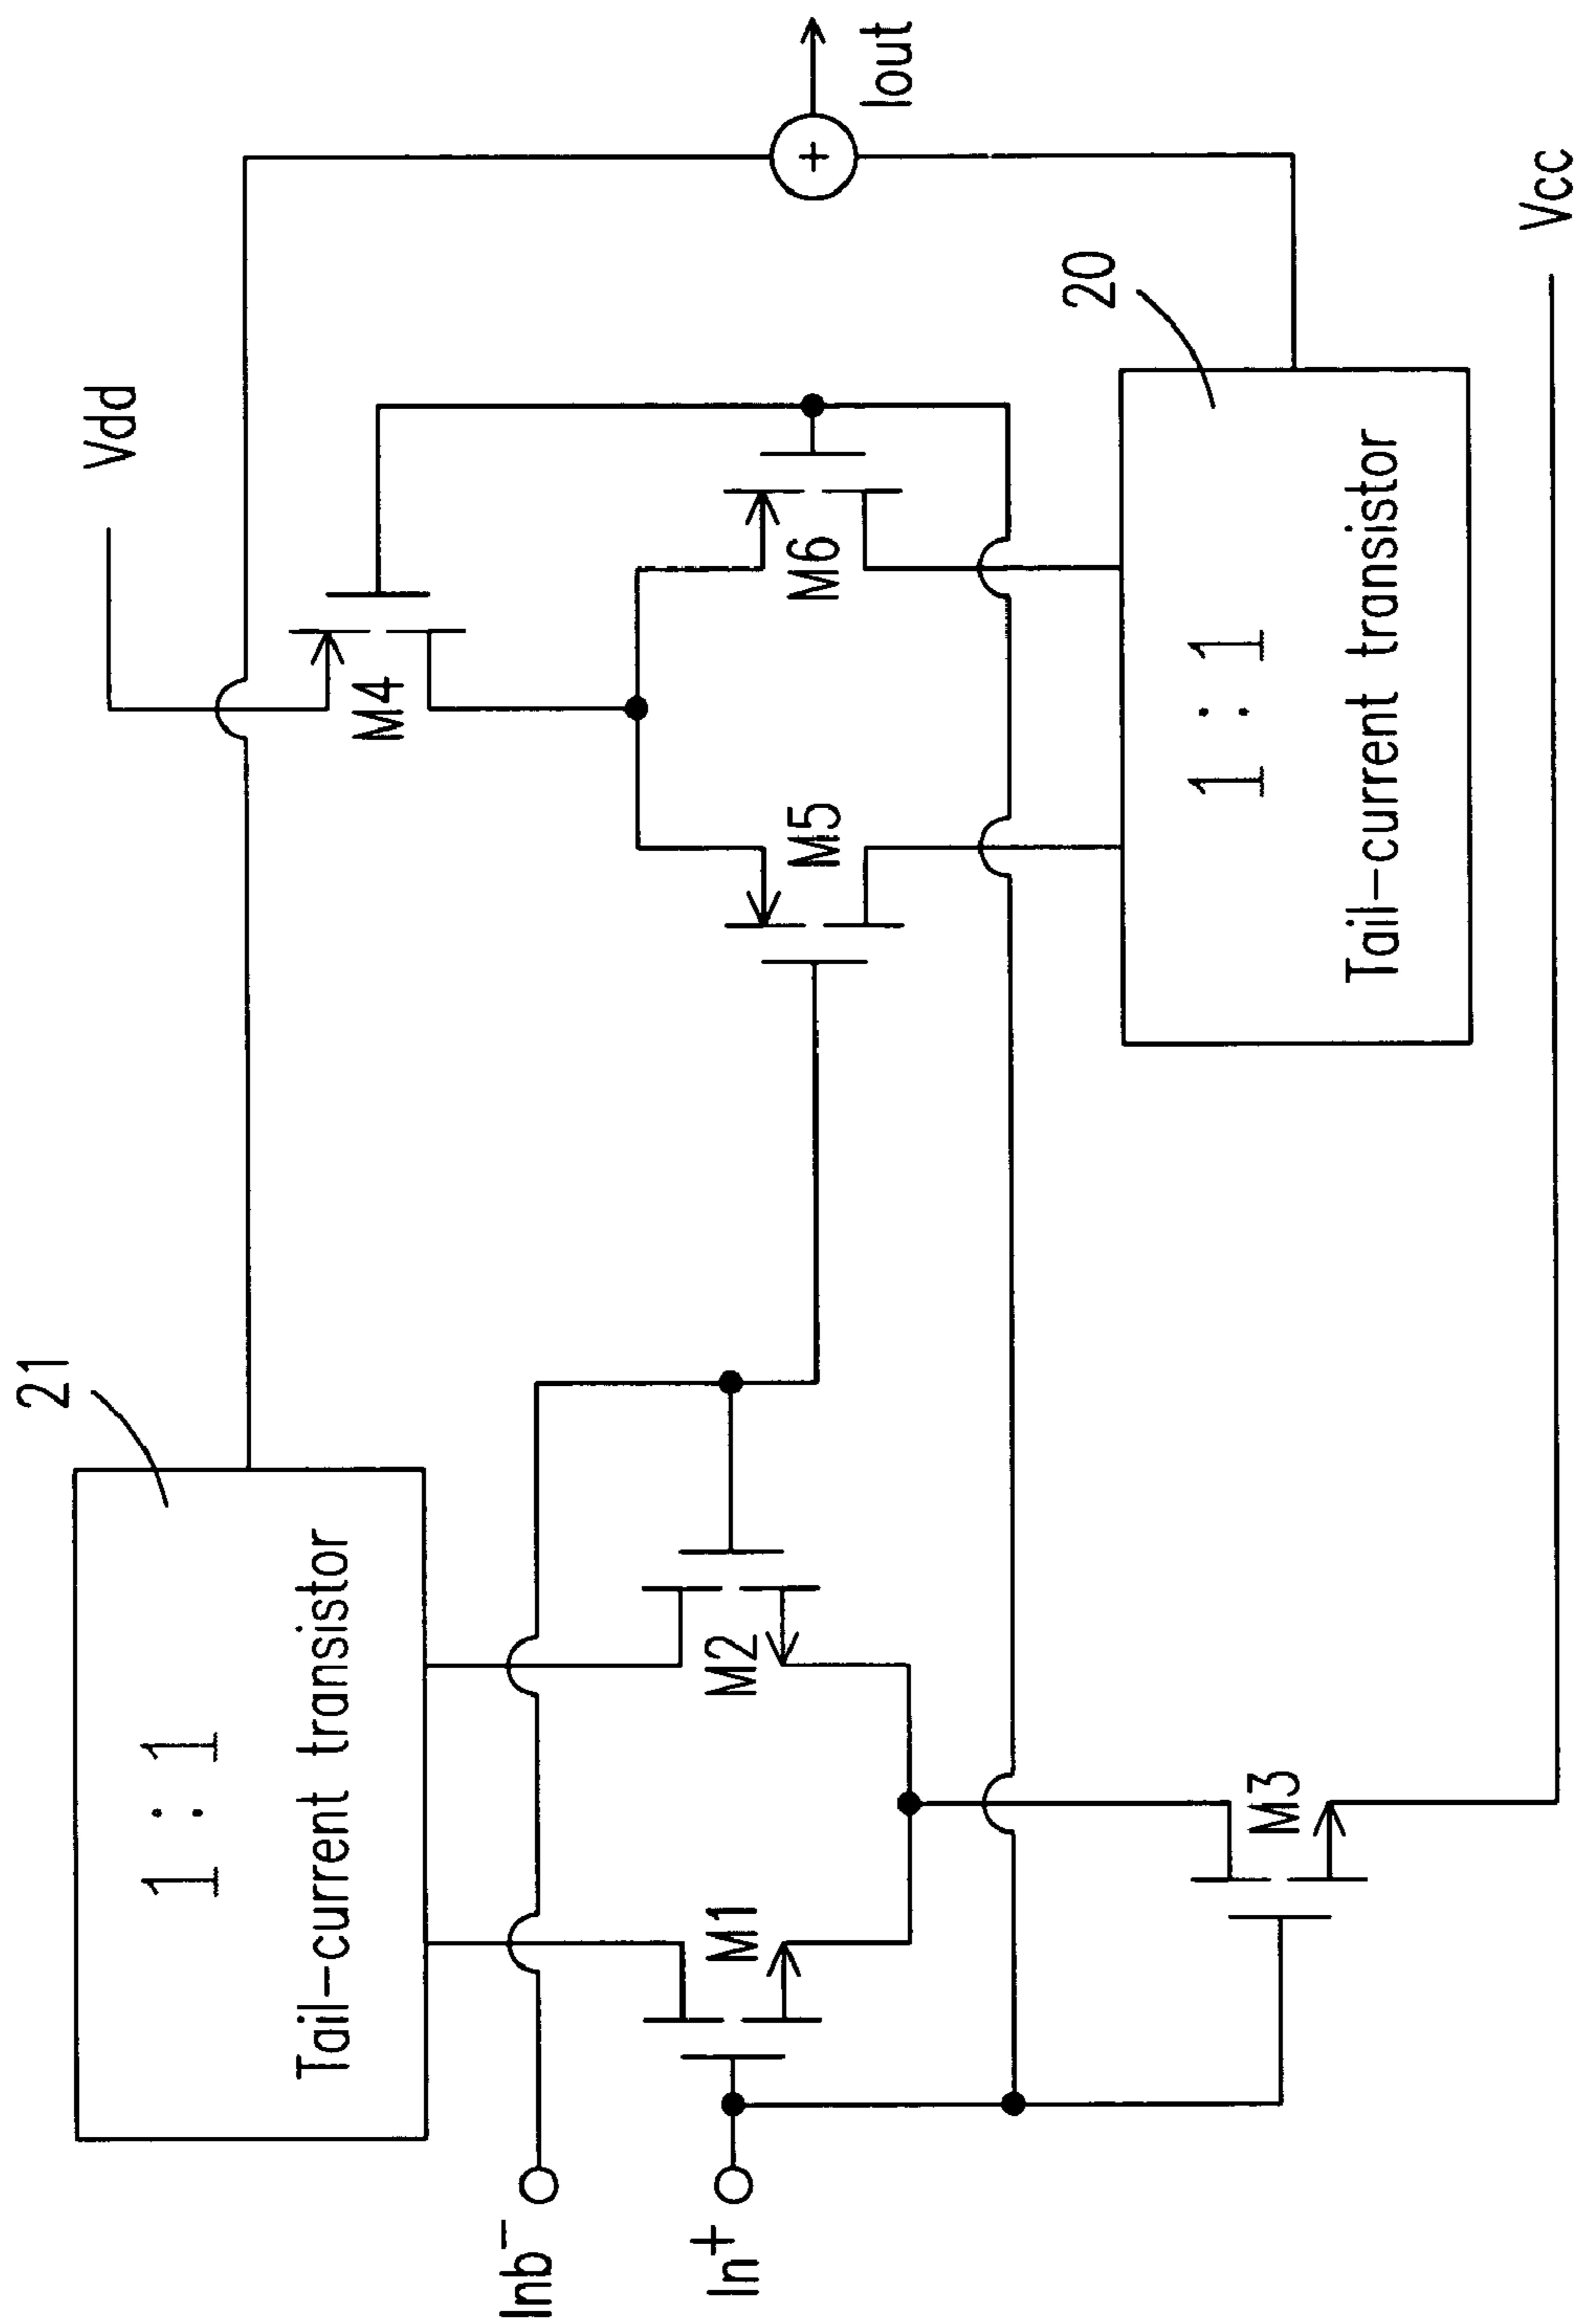 21
1 : 1
Tail-current transistor
Vdd
M4
Inb-
In+
M1
M2
M5
M6
Iout
20
1 : 1
Tail-current transistor
M3
Vcc